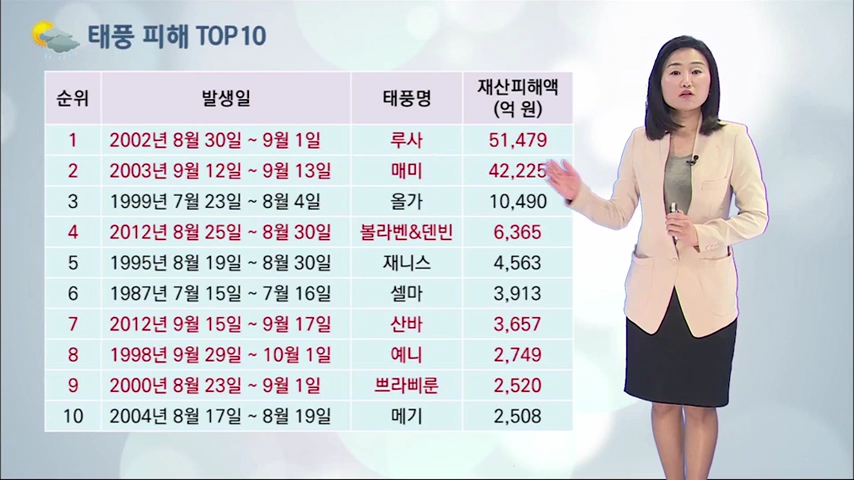 태풍 피해 TOP10
순위 발생일 태풍명 재산피해액
(억 원)
1 2002년 8월 30일 ~ 9월 1일 루사 51,479
2 2003년 9월 12일 ~ 9월 13일 매미 42,225
3 1999년 7월 23일 ~ 8월 4일 올가 10,490
4 2012년 8월 25일 ~ 8월 30일 볼라벤&덴빈 6,365
5 1995년 8월 19일 ~ 8월 30일 재니스 4,563
6 1987년 7월 15일 ~ 7월 16일 셀마 3,913
7 2012년 9월 15일 ~ 9월 17일 산바 3,657
8 1998년 9월 29일 ~ 10월 1일 예니 2,749
9 2000년 8월 23일 ~ 9월 1일 쁘라삐룬 2,520
10 2004년 8월 17일 ~ 8월 19일 메기 2,508